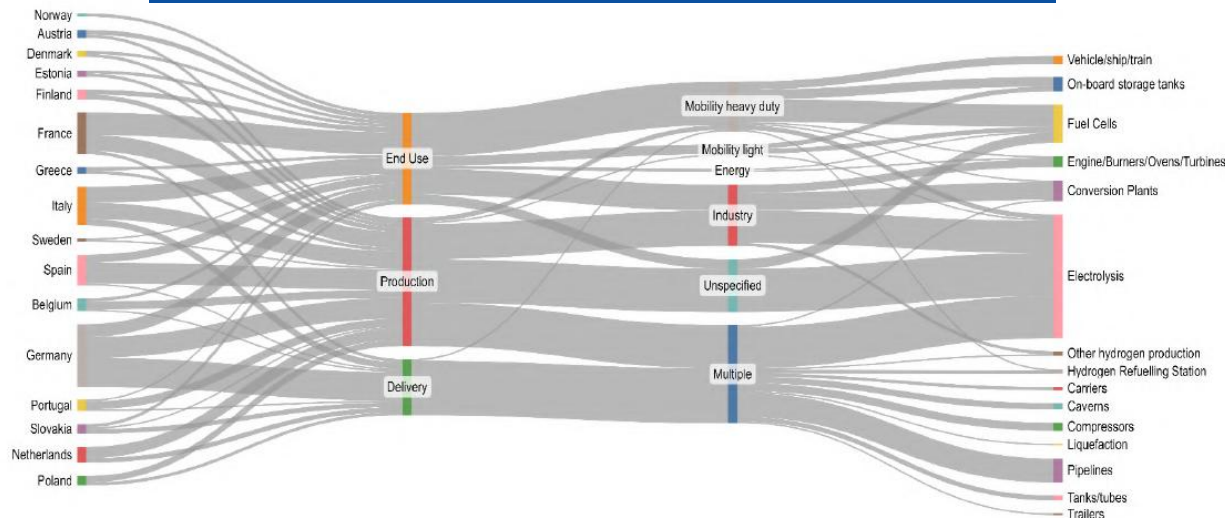 Norway
Austria
Denmark
Estonia
Finland
France
Greece
Italy
Sweden
Spain
Belgium
Germany
Portugal
Slovakia
Netherlands
Poland
End Use
Production
Delivery
Mobility heavy duty
Mobility light
Energy
Industry
Unspecified
Multiple
Vehicle/ship/train
On-board storage tanks
Fuel Cells
Engine/Burners/Ovens/Turbines
Conversion Plants
Electrolysis
Other hydrogen production
Hydrogen Refuelling Station
Carriers
Caverns
Compressors
Liquefaction
Pipelines
Tanks/tubes
Trailers